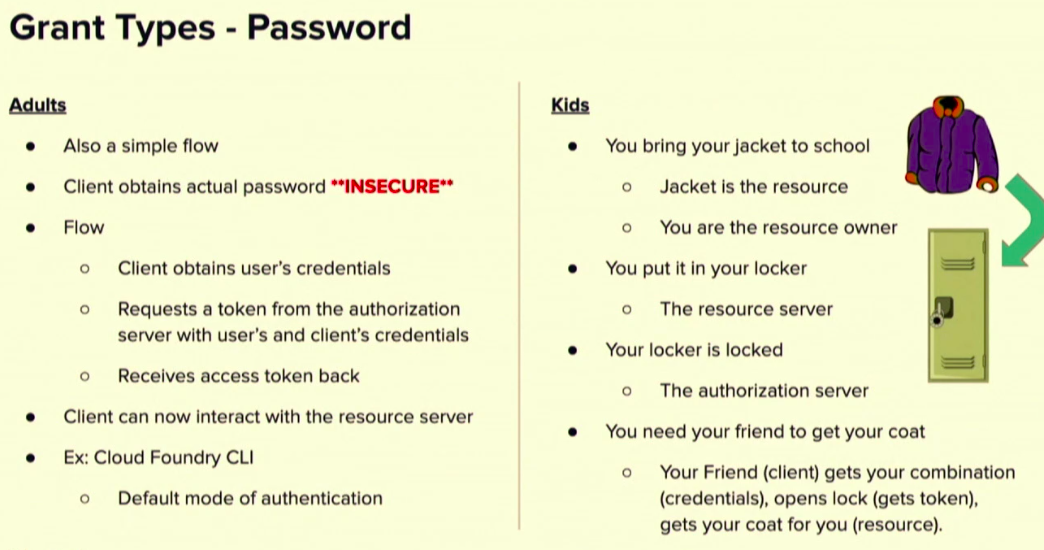 Grant Types - Password
Adults
● Also a simple flow
● Client obtains actual password **INSECURE**
● Flow
○ Client obtains user's credentials
○ Requests a token from the authorization
server with user's and client's credentials
○ Receives access token back
● Client can now interact with the resource server
● Ex: Cloud Foundry CLI
○ Default mode of authentication
Kids
● You bring your jacket to school
○ Jacket is the resource
○ You are the resource owner
● You put it in your locker
○ The resource server
● Your locker is locked
○ The authorization server
● You need your friend to get your coat
○ Your Friend (client) gets your combination
(credentials), opens lock (gets token),
gets your coat for you (resource).